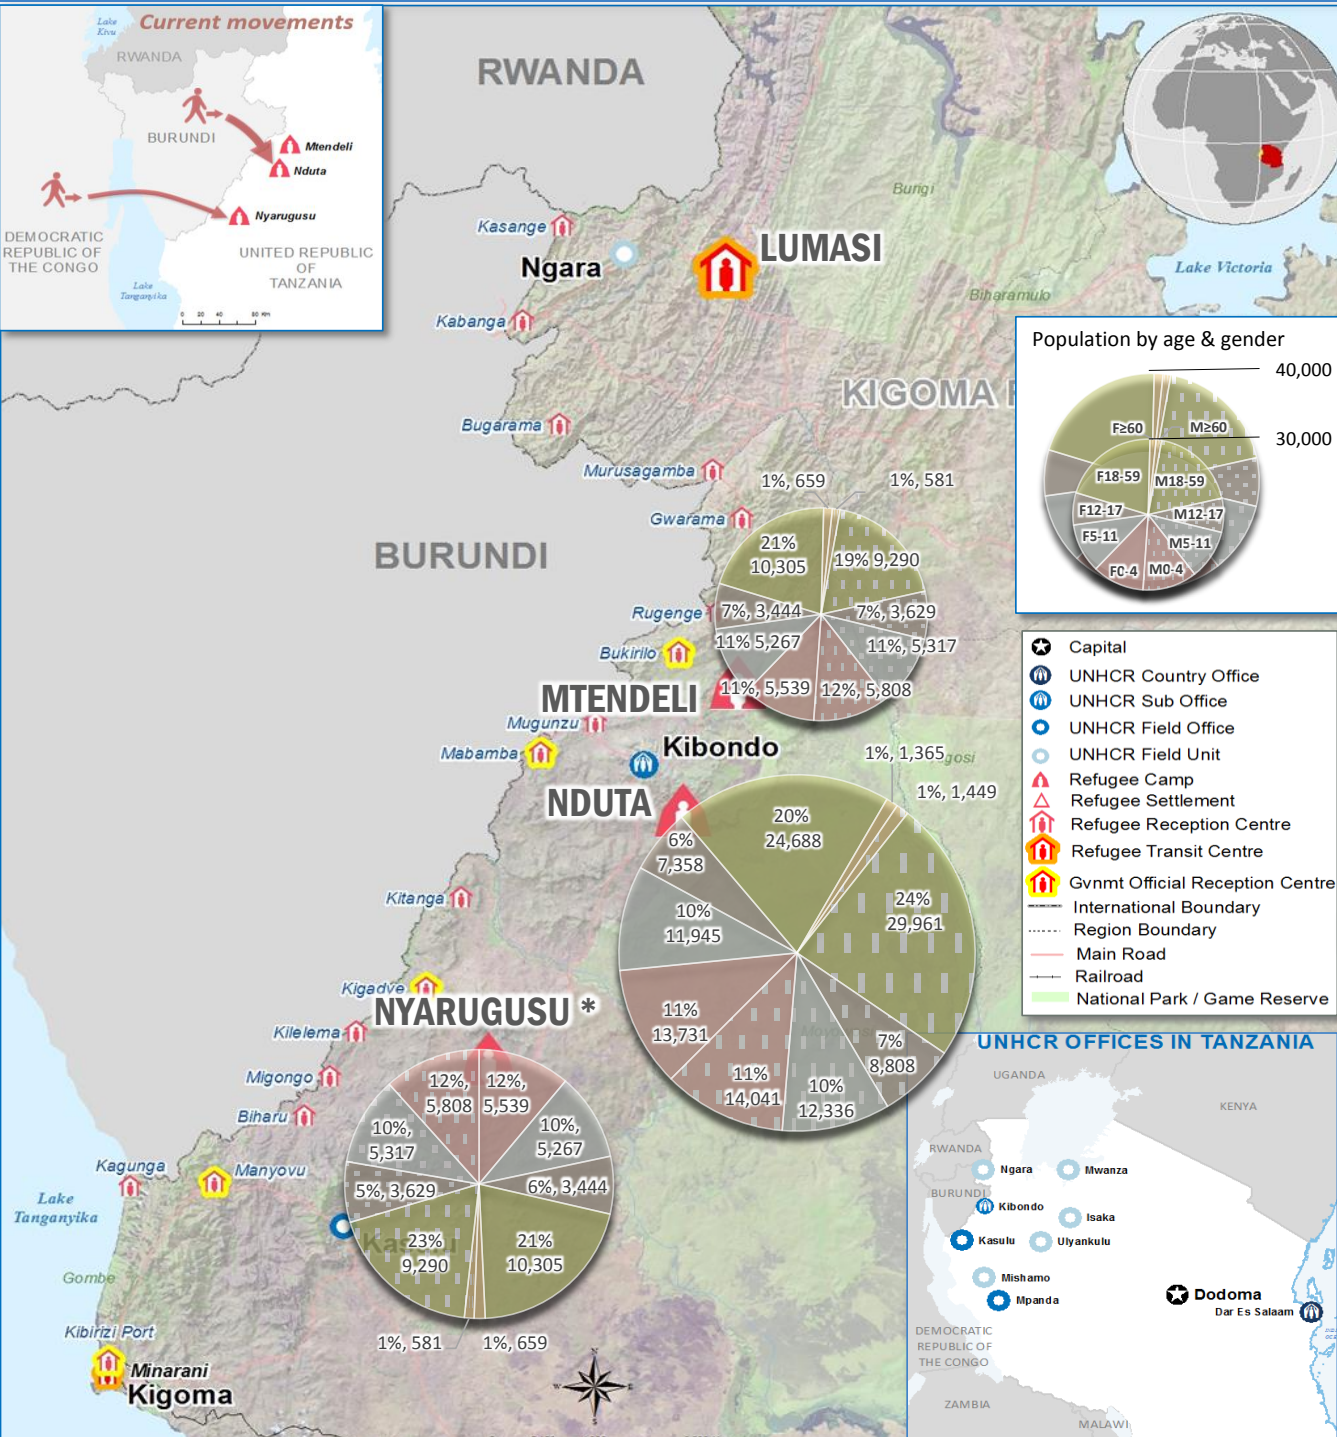 Current movements
Lake
Kivu
RWANDA
BURUNDI
Mtendeli
Nduta
Nyarugusu
DEMOCRATIC
REPUBLIC OF
THE CONGO
UNITED REPUBLIC
OF
TANZANIA
Lake
Tanganyika
0 20 40 80 Km
RWANDA
Burigi
Kasange
Ngara
LUMASI
Lake Victoria
Biharamulo
Kabanga
KIGOMA
Bugarama
Murusagamba
Gwarama
BURUNDI
Rugenge
Bukirilo
MTENDELI
Mugunzu
Mabamba
Kibondo
NDUTA
Kitanga
Kigadye
NYARUGUSU *
Kilelema
Migongo
Biharu
Kagunga
Manyovu
Lake
Tanganyika
Gombe
Kibirizi Port
Minarani
Kigoma
1%, 659
1%, 581
21%
10,305
19% 9,290
7%, 3,444
7%, 3,629
11% 5,267
11%, 5,317
11%, 5,539
12%, 5,808
1%, 1,365
gosi
1%, 1,449
20%
24,688
6%
7,358
24%
29,961
10%
11,945
11%
13,731
7%
8,808
11%
14,041
10%
12,336
12%,
5,808
12%,
5,539
10%,
5,317
10%,
5,267
5%, 3,629
6%, 3,444
23%
9,290
21%
10,305
1%, 581
1%, 659
N
W E
S
Population by age & gender
40,000
30,000
F≥60
M≥60
F18-59
M18-59
F12-17
M12-17
F5-11
M5-11
F0-4
M0-4
Capital
UNHCR Country Office
UNHCR Sub Office
UNHCR Field Office
UNHCR Field Unit
Refugee Camp
Refugee Settlement
Refugee Reception Centre
Refugee Transit Centre
Gvnmt Official Reception Centre
International Boundary
Region Boundary
Main Road
Railroad
National Park / Game Reserve
UNHCR OFFICES IN TANZANIA
UGANDA
KENYA
RWANDA
Ngara
Mwanza
BURUNDI
Kibondo
Isaka
Kasulu
Ulyankulu
Mishamo
Mpanda
Dodoma
Dar Es Salaam
DEMOCRATIC
REPUBLIC OF
THE CONGO
ZAMBIA
MALAWI